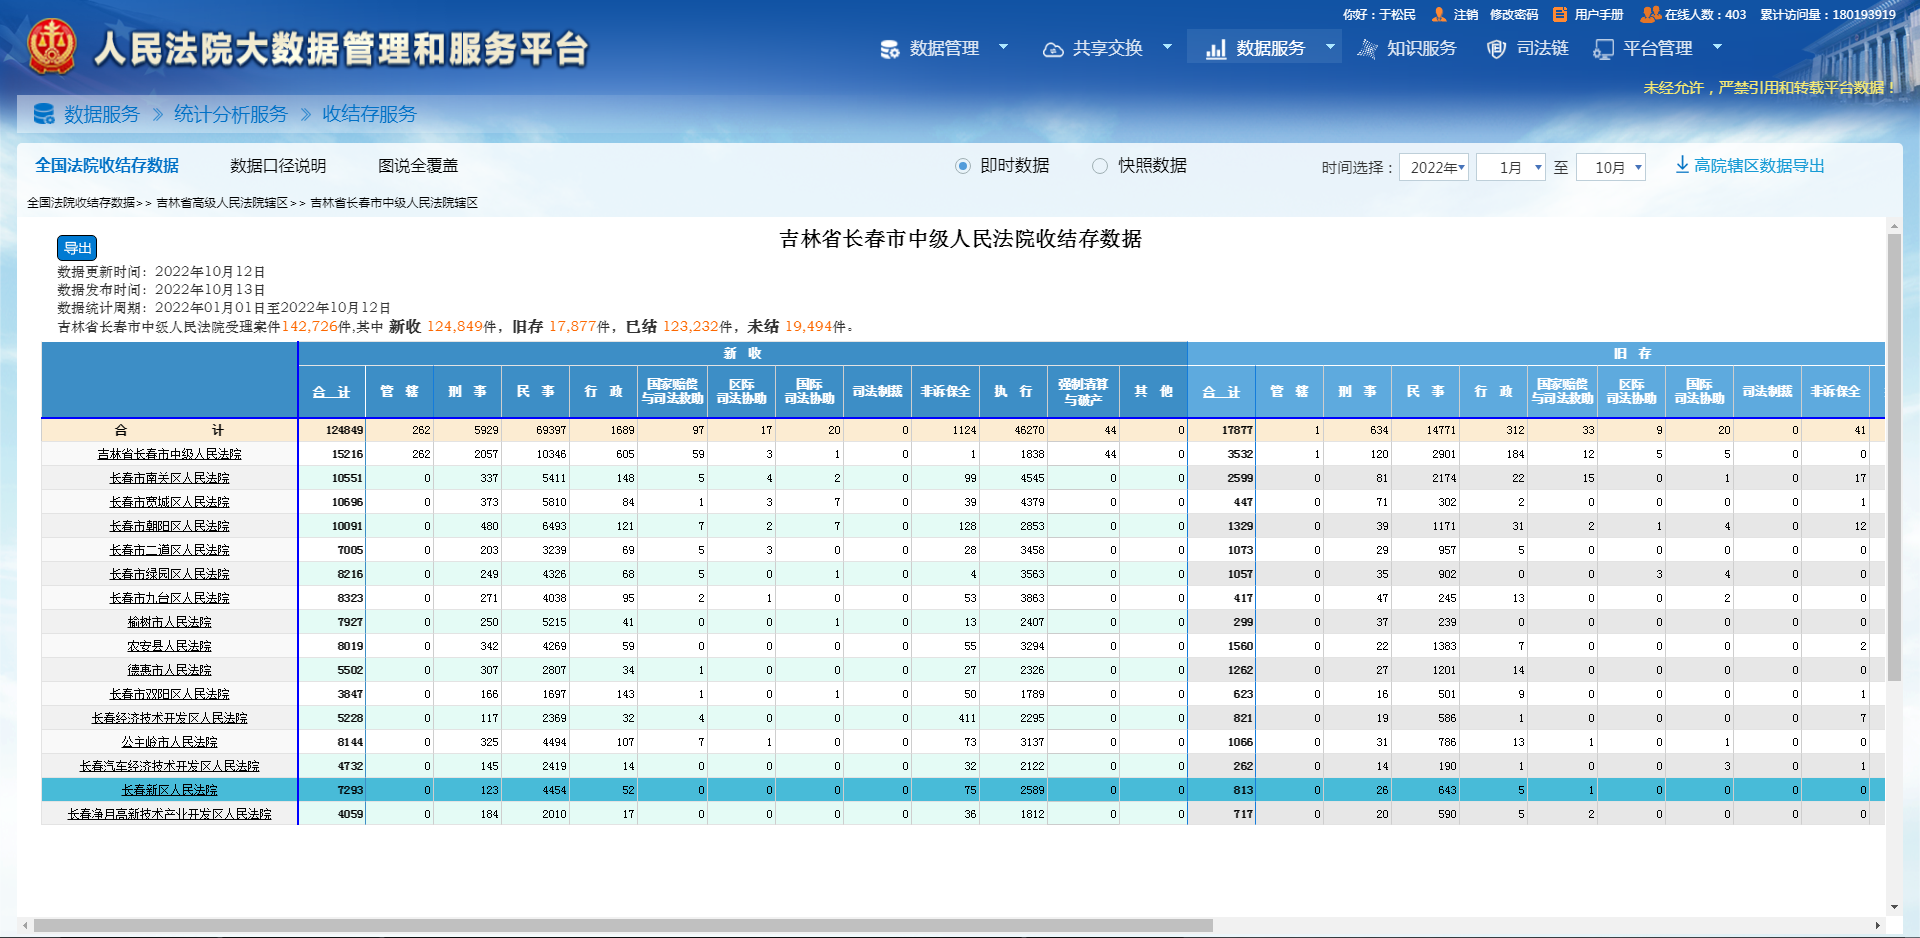 你好：于松民 注销 修改密码 用户手册 在线人数：403 累计访问量：180193919
人民法院大数据管理和服务平台
数据管理 共享交换 数据服务 知识服务 司法链 平台管理
未经允许，严禁引用和转载平台数据！
数据服务 》 统计分析服务 》 收结存服务
全国法院收结存数据 数据口径说明 图说全覆盖 即时数据 快照数据 时间选择： 2022年 1月 至 10月 高院辖区数据导出
全国法院收结存数据>> 吉林省高级人民法院辖区>> 吉林省长春市中级人民法院辖区
吉林省长春市中级人民法院收结存数据
导出
数据更新时间：2022年10月12日
数据发布时间：2022年10月13日
数据统计周期：2022年01月01日至2022年10月12日
吉林省长春市中级人民法院受理案件142,726件,其中 新收 124,849件，旧存 17,877件，已结 123,232件，未结 19,494件。
新 收 旧 存
合 计 管 辖 刑 事 民 事 行 政 国家赔偿与司法救助 区际司法协助 国际司法协助 司法制裁 非诉保全 执 行 强制清算与破产 其 他 合 计 管 辖 刑 事 民 事 行 政 国家赔偿与司法救助 区际司法协助 国际司法协助 司法制裁 非诉保全
合 计 124849 262 5929 69397 1689 97 17 20 0 1124 46270 44 0 17877 1 634 14771 312 33 9 20 0 41
吉林省长春市中级人民法院 15216 262 2057 10346 605 59 3 1 0 1 1838 44 0 3532 1 120 2901 184 12 5 5 0 0
长春市南关区人民法院 10551 0 337 5411 148 5 4 2 0 99 4545 0 0 2599 0 81 2174 22 15 0 1 0 17
长春市宽城区人民法院 10696 0 373 5810 84 1 3 7 0 39 4379 0 0 447 0 71 302 2 0 0 0 0 1
长春市朝阳区人民法院 10091 0 480 6493 121 7 2 7 0 128 2853 0 0 1329 0 39 1171 31 2 1 4 0 12
长春市二道区人民法院 7005 0 203 3239 69 5 3 0 0 28 3458 0 0 1073 0 29 957 5 0 0 0 0 0
长春市绿园区人民法院 8216 0 249 4326 68 5 0 1 0 4 3563 0 0 1057 0 35 902 0 0 3 4 0 0
长春市九台区人民法院 8323 0 271 4038 95 2 1 0 0 53 3863 0 0 417 0 47 245 13 0 0 2 0 0
榆树市人民法院 7927 0 250 5215 41 0 0 1 0 13 2407 0 0 299 0 37 239 0 0 0 0 0 0
农安县人民法院 8019 0 342 4269 59 0 0 0 0 55 3294 0 0 1560 0 22 1383 7 0 0 0 0 2
德惠市人民法院 5502 0 307 2807 34 1 0 0 0 27 2326 0 0 1262 0 27 1201 14 0 0 0 0 0
长春市双阳区人民法院 3847 0 166 1697 143 1 0 1 0 50 1789 0 0 623 0 16 501 9 0 0 0 0 1
长春经济技术开发区人民法院 5228 0 117 2369 32 4 0 0 0 411 2295 0 0 821 0 19 586 1 0 0 0 0 7
公主岭市人民法院 8144 0 325 4494 107 7 1 0 0 73 3137 0 0 1066 0 31 786 13 1 0 1 0 0
长春汽车经济技术开发区人民法院 4732 0 145 2419 14 0 0 0 0 32 2122 0 0 262 0 14 190 1 0 0 3 0 1
长春新区人民法院 7293 0 123 4454 52 0 0 0 0 75 2589 0 0 813 0 26 643 5 1 0 0 0 0
长春净月高新技术产业开发区人民法院 4059 0 184 2010 17 0 0 0 0 36 1812 0 0 717 0 20 590 5 2 0 0 0 0